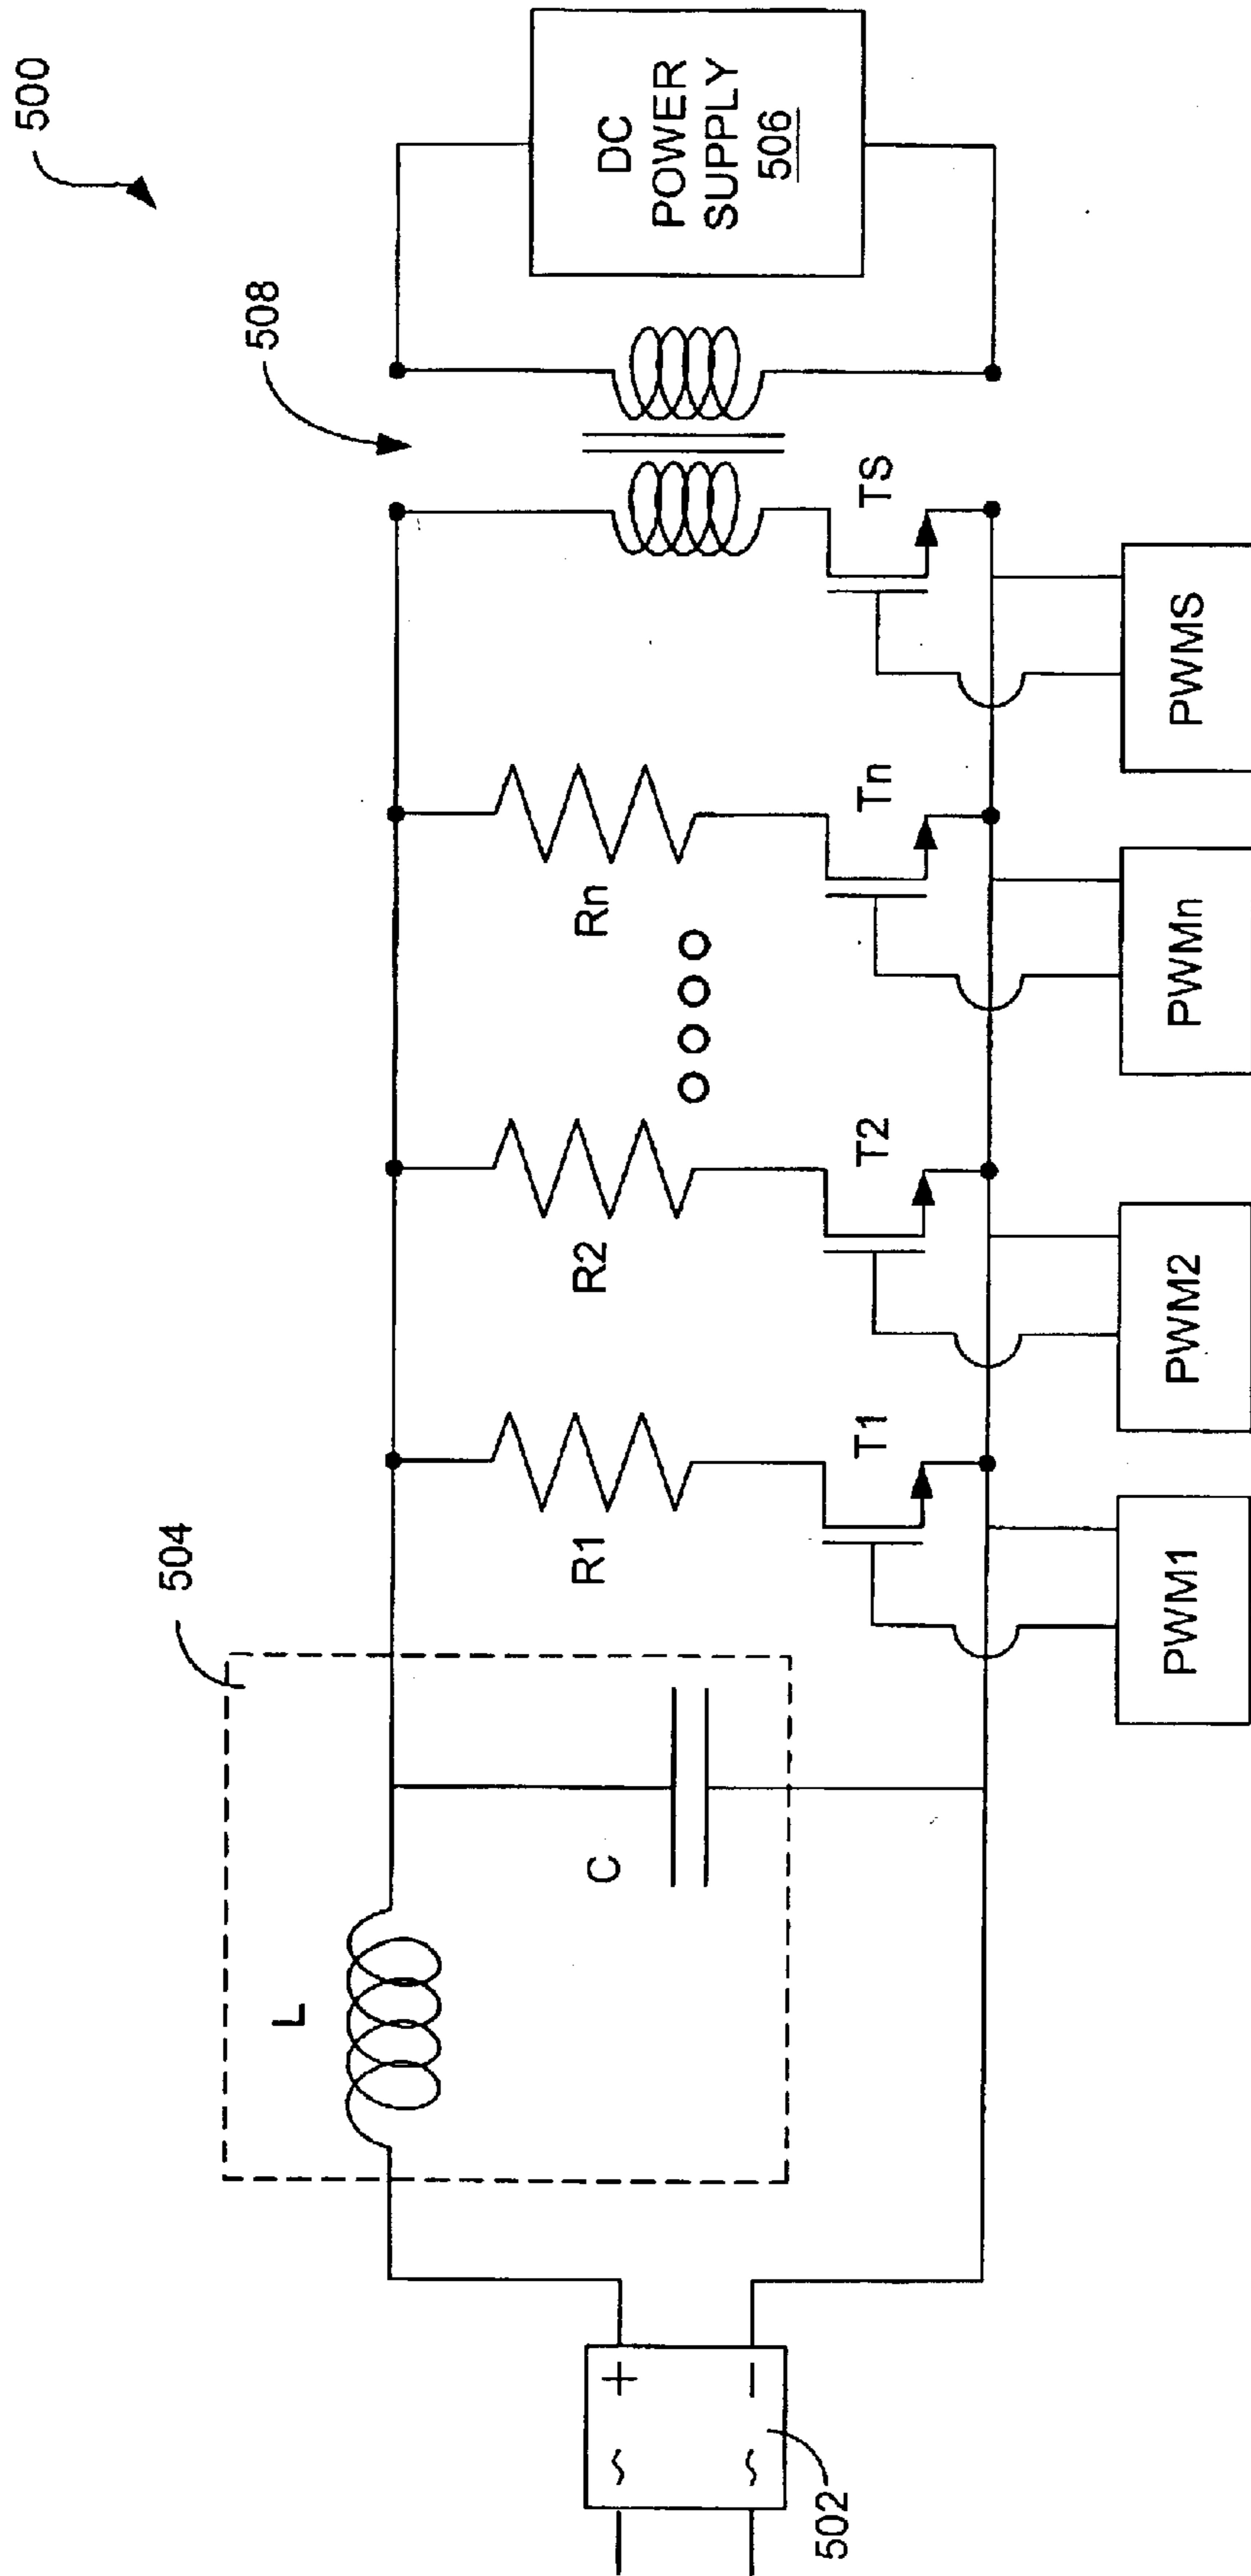 500
508
504
DC
POWER
SUPPLY
506
L
C
R1
R2
Rn
T1
T2
Tn
TS
+
−
~
~
502
PWM1
PWM2
PWMn
PWMS